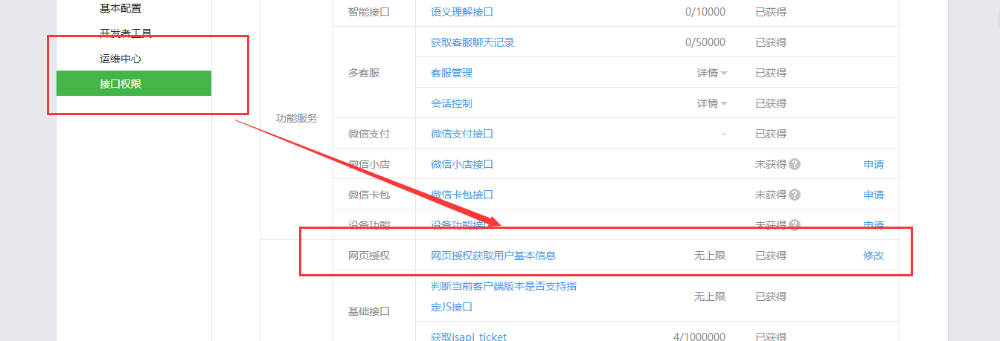 基本配置
开发者工具
运维中心
接口权限
功能服务
智能接口 语义理解接口 0/10000 已获得
多客服
获取客服聊天记录 0/50000 已获得
客服管理 详情 已获得
会话控制 详情 已获得
微信支付 微信支付接口 - 已获得
微信小店 微信小店接口 未获得 ? 申请
微信卡包 微信卡包接口 未获得 ? 申请
设备功能 设备功能接口 未获得 ? 申请
网页授权 网页授权获取用户基本信息 无上限 已获得 修改
基础接口
判断当前客户端版本是否支持指
定JS接口 无上限 已获得
获取jsapi_ticket 4/1000000 已获得